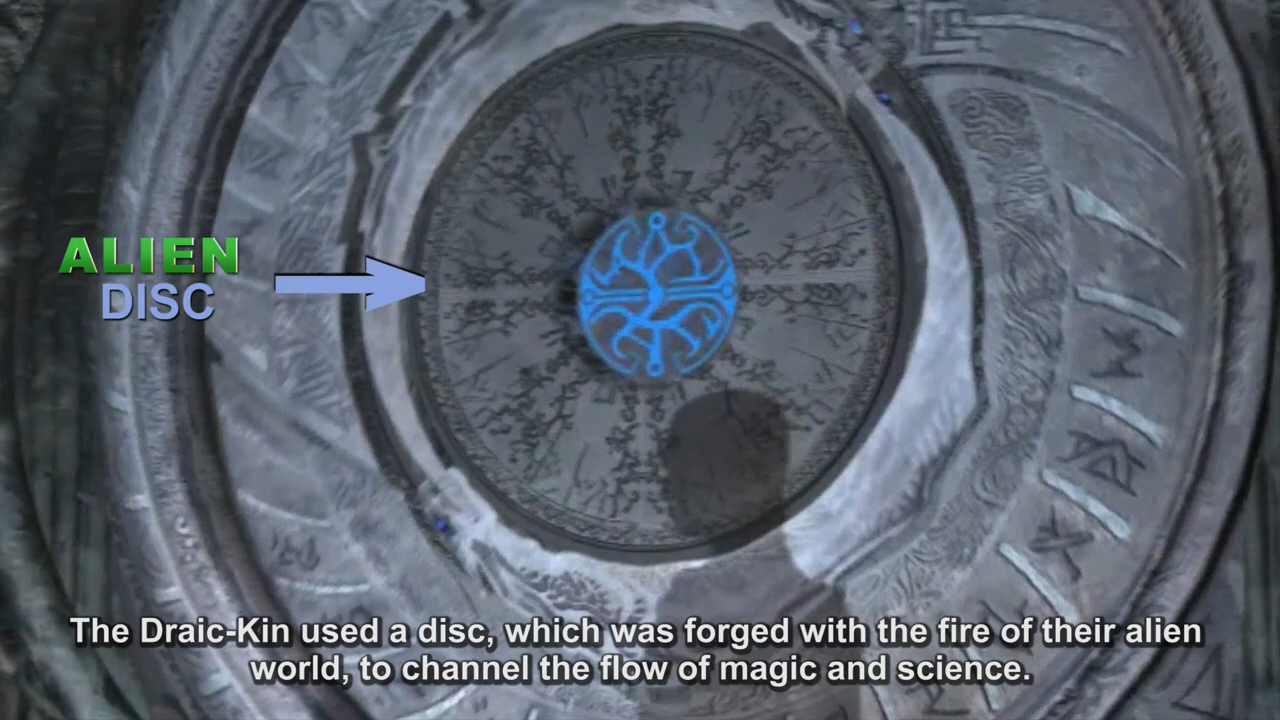 ALIEN
DISC
The Draic-Kin used a disc, which was forged with the fire of their alien
world, to channel the flow of magic and science.